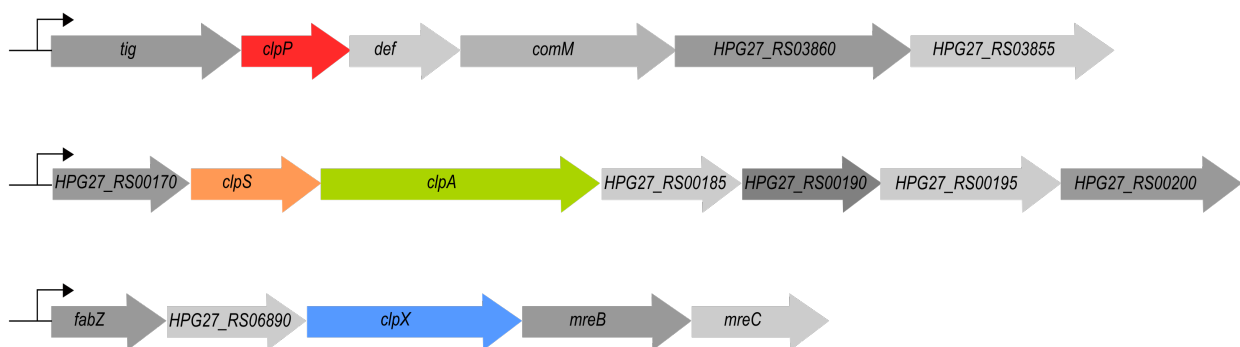 tig clpP def comM HPG27_RS03860 HPG27_RS03855
HPG27_RS00170 clpS clpA HPG27_RS00185 HPG27_RS00190 HPG27_RS00195 HPG27_RS00200
fabZ HPG27_RS06890 clpX mreB mreC